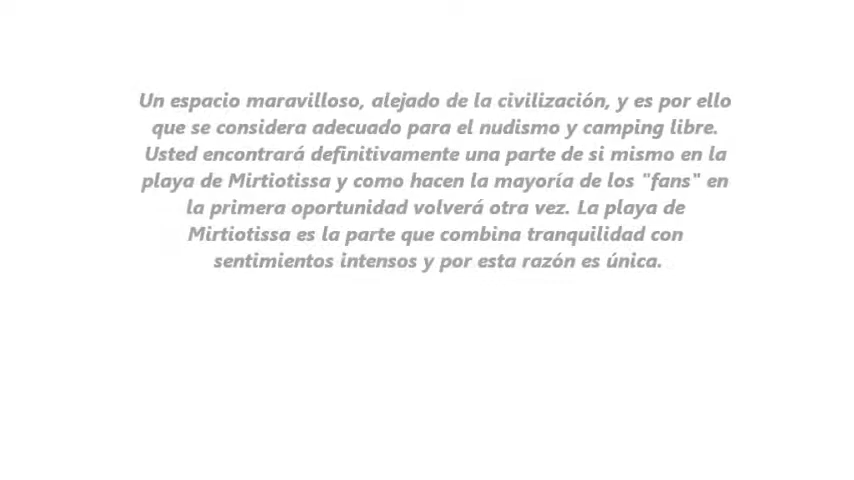 Un espacio maravilloso, alejado de la civilización, y es por ello
que se considera adecuado para el nudismo y camping libre.
Usted encontrará definitivamente una parte de si mismo en la
playa de Mirtiotissa y como hacen la mayoría de los "fans" en
la primera oportunidad volverá otra vez. La playa de
Mirtiotissa es la parte que combina tranquilidad con
sentimientos intensos y por esta razón es única.